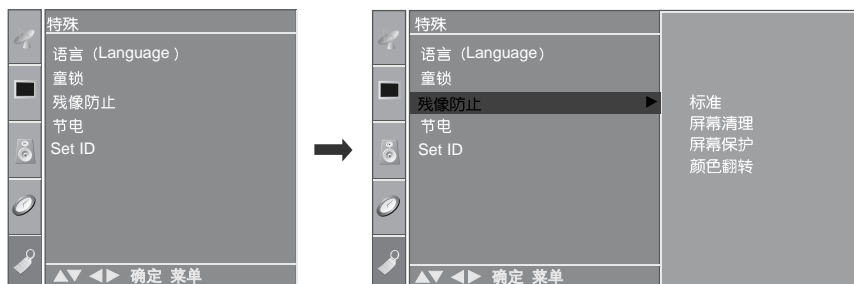 特殊
语言（Language ）
童锁
残像防止
节电
Set ID
▲▼ ◀▶ 确定 菜单
特殊
语言（Language）
童锁
残像防止 ▶
节电
Set ID
▲▼ ◀▶ 确定 菜单
标准
屏幕清理
屏幕保护
颜色翻转